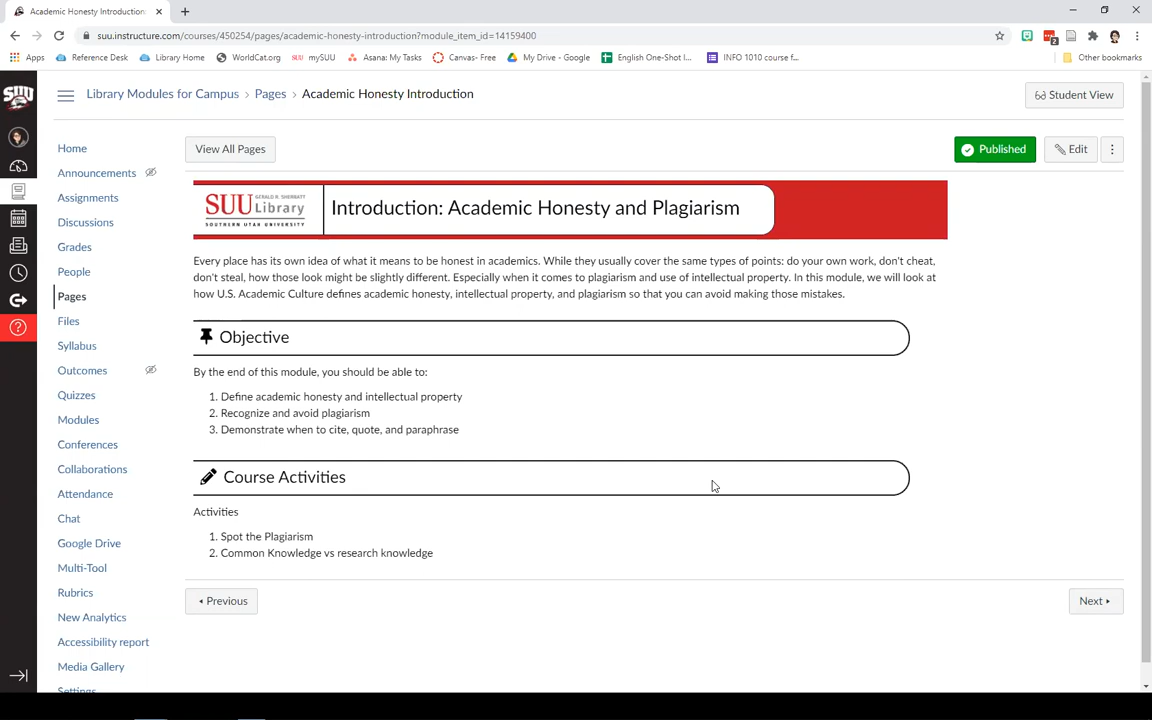 Academic Honesty Introduction
suu.instructure.com/courses/450254/pages/academic-honesty-introduction?module_item_id=14159400
2
Apps Reference Desk Library Home WorldCat.org mySUU Asana: My Tasks Canvas- Free My Drive - Google English One-Shot I... INFO 1010 course f... Other bookmarks
SUU
Library Modules for Campus > Pages > Academic Honesty Introduction
Student View
View All Pages
Published
Edit
Home
Announcements
Assignments
Discussions
Grades
People
Pages
Files
Syllabus
Outcomes
Quizzes
Modules
Conferences
Collaborations
Attendance
Chat
Google Drive
Multi-Tool
Rubrics
New Analytics
Accessibility report
Media Gallery
Settings
SUU GERALD R. SHERRATT
Library
SOUTHERN UTAH UNIVERSITY
Introduction: Academic Honesty and Plagiarism
Every place has its own idea of what it means to be honest in academics. While they usually cover the same types of points: do your own work, don't cheat,
don't steal, how those look might be slightly different. Especially when it comes to plagiarism and use of intellectual property. In this module, we will look at
how U.S. Academic Culture defines academic honesty, intellectual property, and plagiarism so that you can avoid making those mistakes.
Objective
By the end of this module, you should be able to:
1. Define academic honesty and intellectual property
2. Recognize and avoid plagiarism
3. Demonstrate when to cite, quote, and paraphrase
Course Activities
Activities
1. Spot the Plagiarism
2. Common Knowledge vs research knowledge
Previous
Next